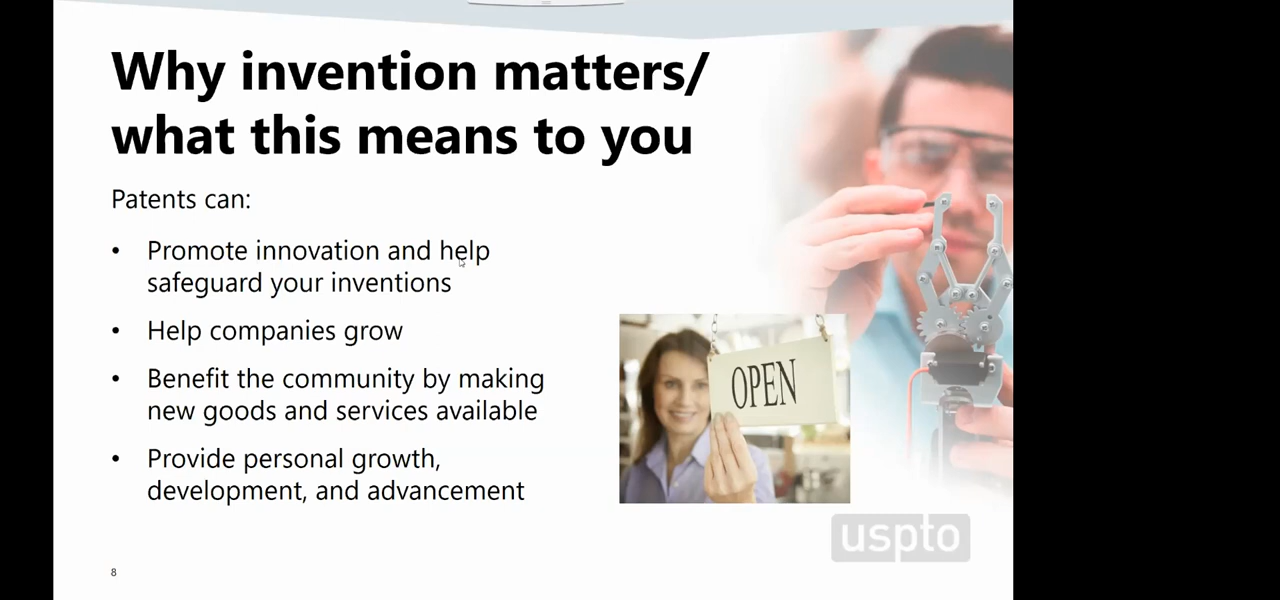 Why invention matters/
what this means to you
Patents can:
• Promote innovation and help
safeguard your inventions
• Help companies grow
• Benefit the community by making
new goods and services available
• Provide personal growth,
development, and advancement
OPEN
uspto
8